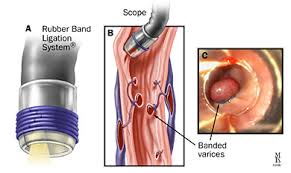 A
Rubber Band
Ligation
System®
Scope
B
C
Banded
varices